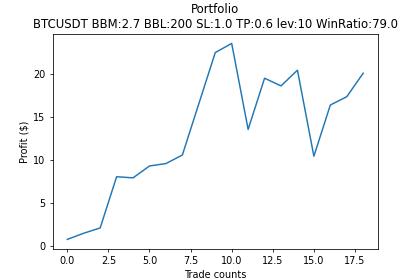 Portfolio
BTCUSDT BBM:2.7 BBL:200 SL:1.0 TP:0.6 lev:10 WinRatio:79.0
20
15
10
5
0
Profit ($)
0.0 2.5 5.0 7.5 10.0 12.5 15.0 17.5
Trade counts